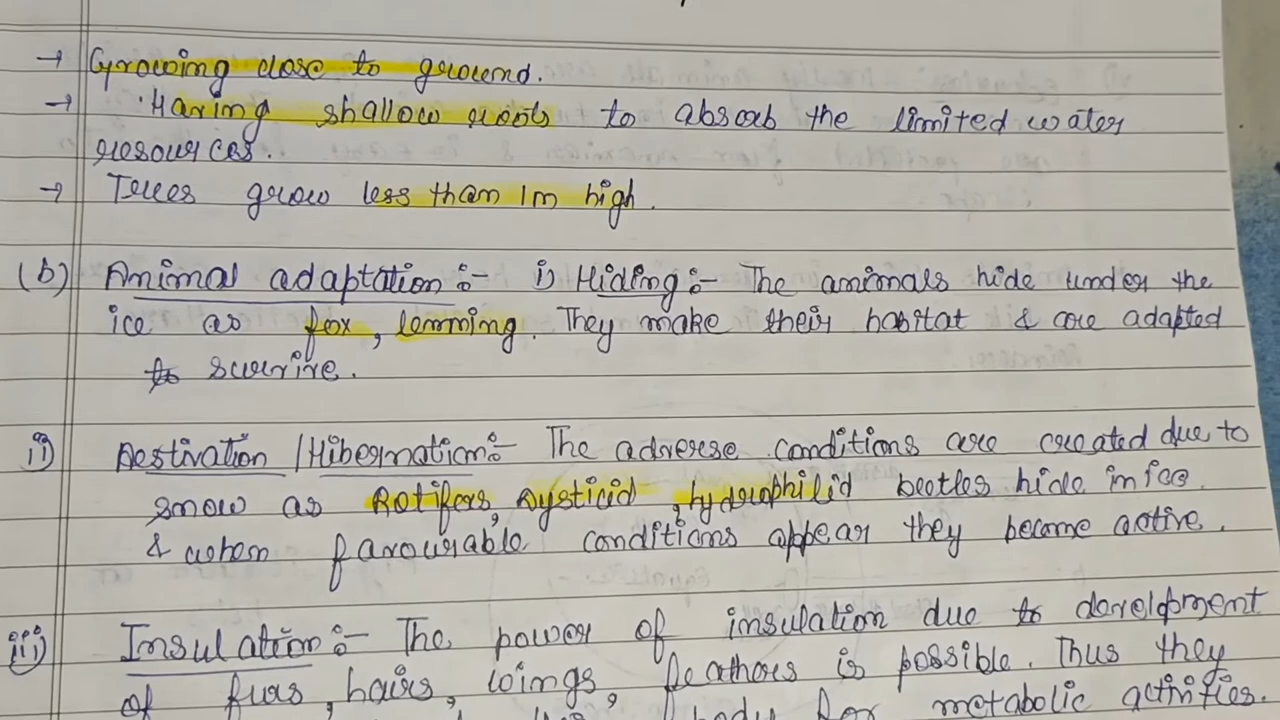 → Growing close to ground.
→ Having shallow roots to absorb the limited water
resources.
→ Trees grow less than 1m high.
(b) Animal adaptation:- i) Hiding:- The animals hide under the
ice as fox, lemming. They make their habitat & are adapted
to survive.
ii) Aestivation / Hibernation:- The adverse conditions are created due to
snow as Rotifers, Dysticid, hydrophilid beetles hide in ice
& when favourable conditions appear they become active.
iii) Insulation:- The power of insulation due to development
of furs, hairs, wings, feathers is possible. Thus they
body for metabolic activities.